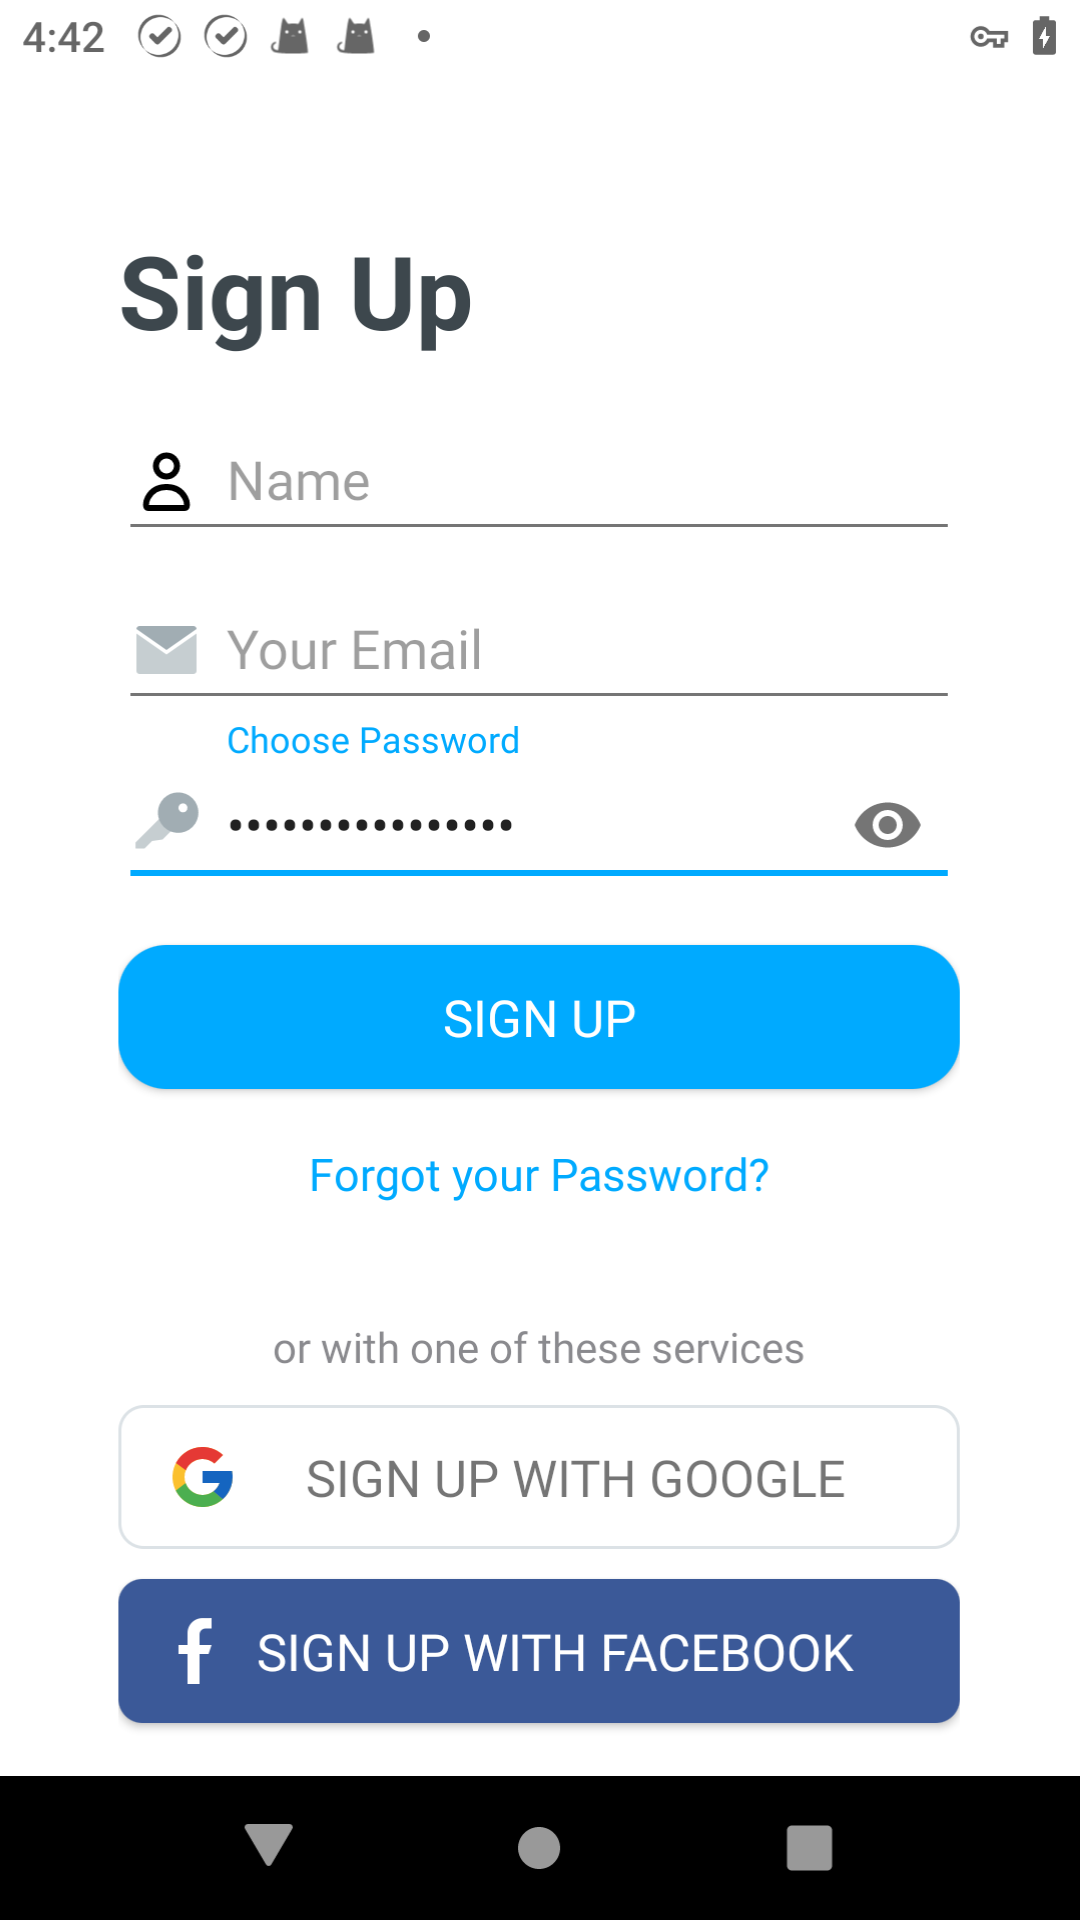 4:42
Sign Up
Name
Your Email
Choose Password
••••••••••••••••
SIGN UP
Forgot your Password?
or with one of these services
SIGN UP WITH GOOGLE
SIGN UP WITH FACEBOOK